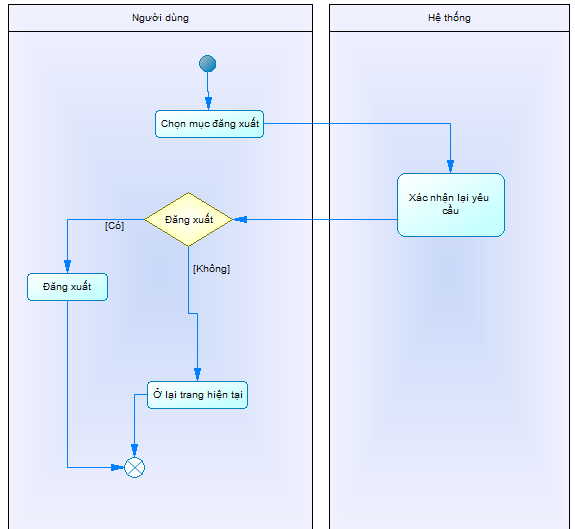 Người dùng
Hệ thống
Chọn mục đăng xuất
Xác nhận lại yêu
cầu
Đăng xuất
[Có]
[Không]
Đăng xuất
Ở lại trang hiện tại